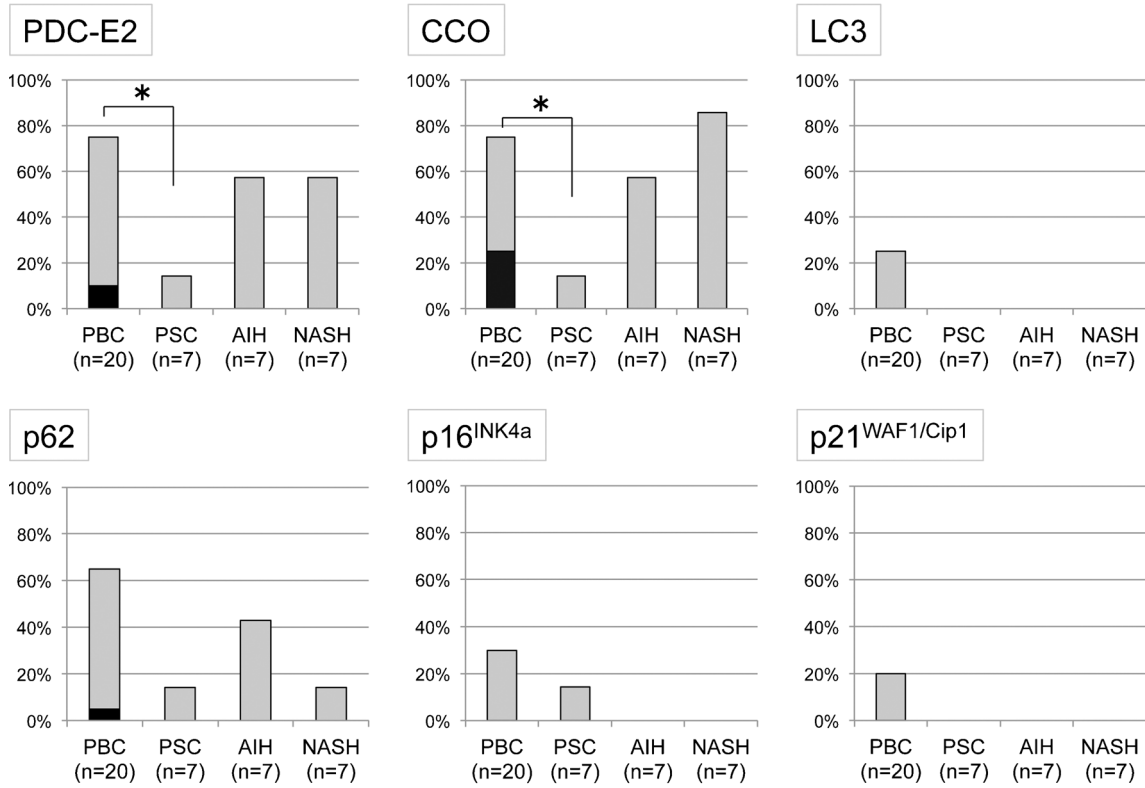 PDC-E2
100%
80%
60%
40%
20%
0%
*
PBC PSC AIH NASH
(n=20) (n=7) (n=7) (n=7)
CCO
100%
80%
60%
40%
20%
0%
*
PBC PSC AIH NASH
(n=20) (n=7) (n=7) (n=7)
LC3
100%
80%
60%
40%
20%
0%
PBC PSC AIH NASH
(n=20) (n=7) (n=7) (n=7)
p62
100%
80%
60%
40%
20%
0%
PBC PSC AIH NASH
(n=20) (n=7) (n=7) (n=7)
p16INK4a
100%
80%
60%
40%
20%
0%
PBC PSC AIH NASH
(n=20) (n=7) (n=7) (n=7)
p21WAF1/Cip1
100%
80%
60%
40%
20%
0%
PBC PSC AIH NASH
(n=20) (n=7) (n=7) (n=7)